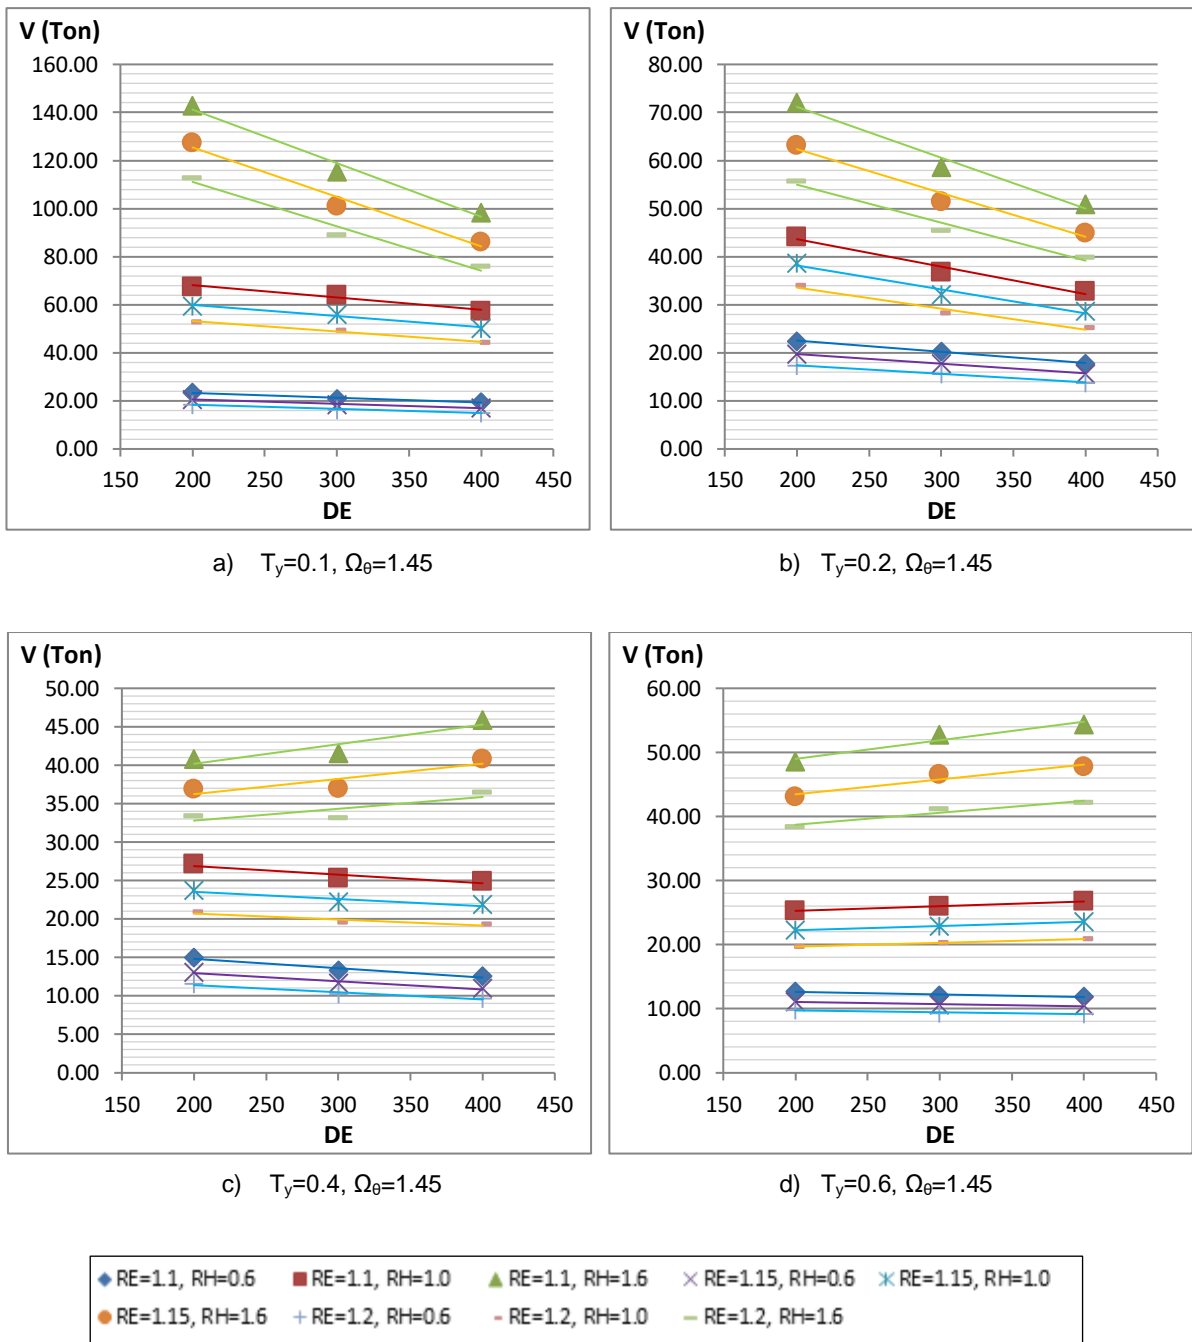 V (Ton)
160.00
140.00
120.00
100.00
80.00
60.00
40.00
20.00
0.00
150 200 250 300 350 400 450
DE
a) Ty=0.1, Ωθ=1.45
V (Ton)
80.00
70.00
60.00
50.00
40.00
30.00
20.00
10.00
0.00
150 200 250 300 350 400 450
DE
b) Ty=0.2, Ωθ=1.45
V (Ton)
50.00
45.00
40.00
35.00
30.00
25.00
20.00
15.00
10.00
5.00
0.00
150 200 250 300 350 400 450
DE
c) Ty=0.4, Ωθ=1.45
V (Ton)
60.00
50.00
40.00
30.00
20.00
10.00
0.00
150 200 250 300 350 400 450
DE
d) Ty=0.6, Ωθ=1.45
RE=1.1, RH=0.6 RE=1.1, RH=1.0 RE=1.1, RH=1.6 RE=1.15, RH=0.6 RE=1.15, RH=1.0
RE=1.15, RH=1.6 RE=1.2, RH=0.6 RE=1.2, RH=1.0 RE=1.2, RH=1.6